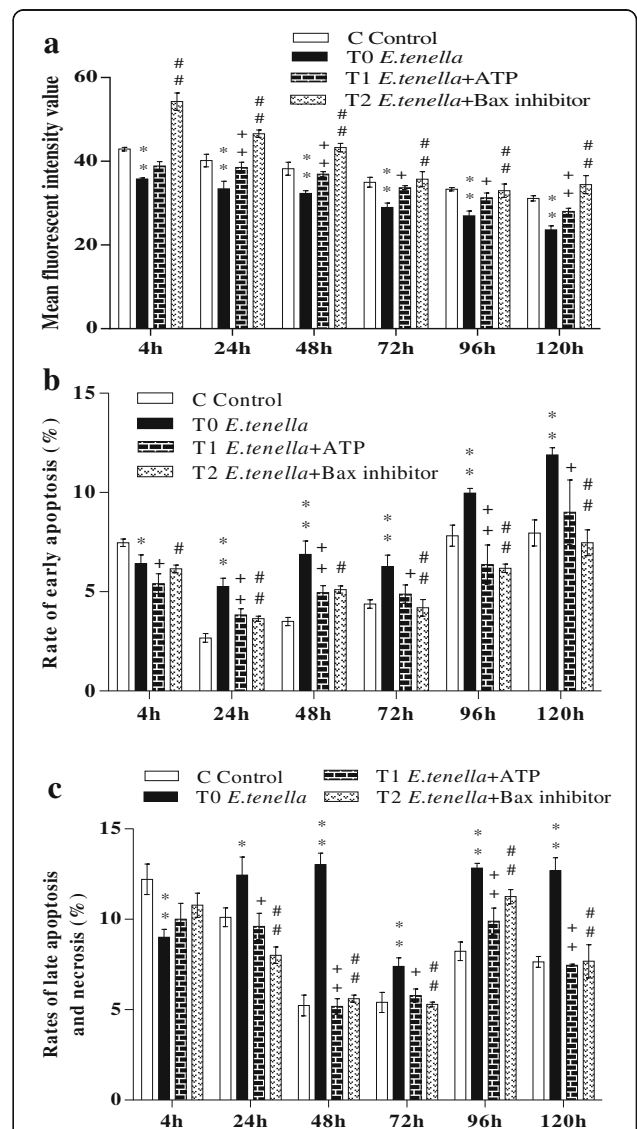 a
C Control
T0 E.tenella
T1 E.tenella+ATP
T2 E.tenella+Bax inhibitor
Mean fluorescent intensity value
60
40
20
0
* * * * * * * * * * *
+ + + + + + + +
# # # # # # # # # # # #
4h 24h 48h 72h 96h 120h
b
C Control
T0 E.tenella
T1 E.tenella+ATP
T2 E.tenella+Bax inhibitor
Rate of early apoptosis (%)
15
10
5
0
4h 24h 48h 72h 96h 120h
c
C Control
T0 E.tenella
T1 E.tenella+ATP
T2 E.tenella+Bax inhibitor
Rates of late apoptosis
and necrosis (%)
15
10
5
0
4h 24h 48h 72h 96h 120h